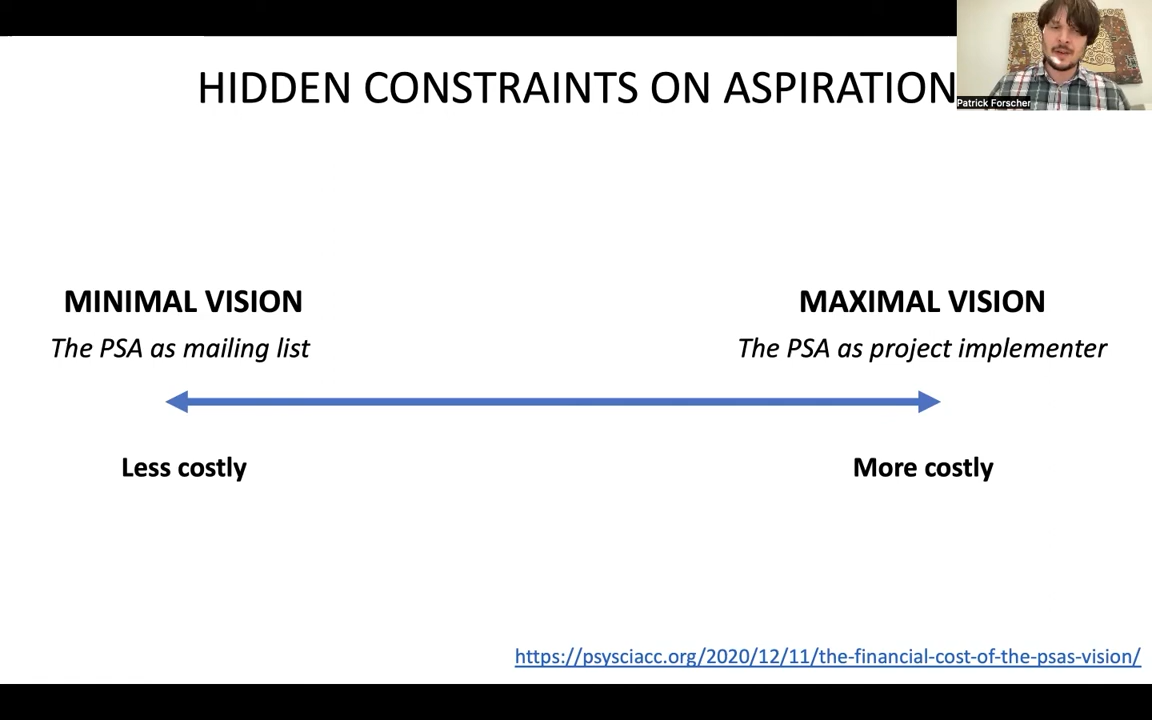 HIDDEN CONSTRAINTS ON ASPIRATION
Patrick Forscher
MINIMAL VISION
MAXIMAL VISION
The PSA as mailing list
The PSA as project implementer
Less costly
More costly
https://psysciacc.org/2020/12/11/the-financial-cost-of-the-psas-vision/